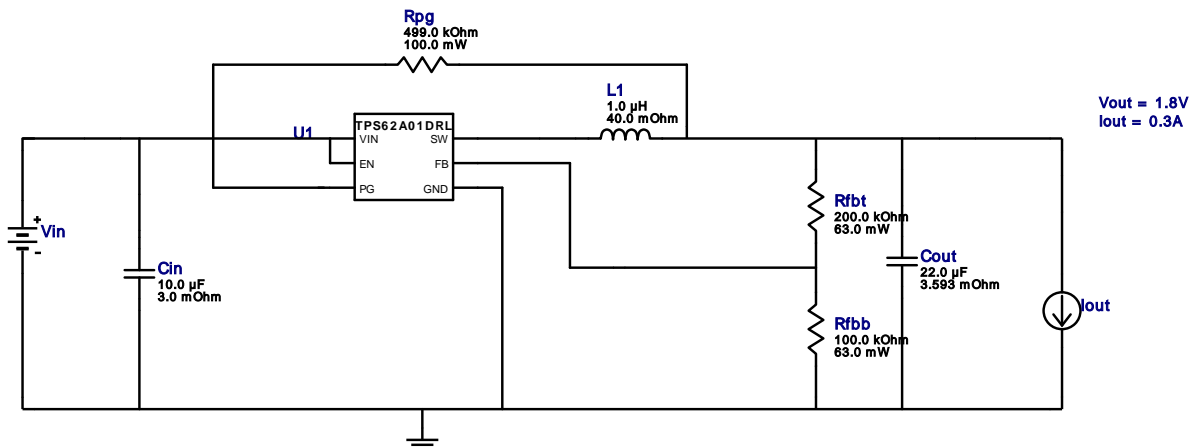 Rpg
499.0 kOhm
100.0 mW
L1
1.0 µH
40.0 mOhm
Vout = 1.8V
Iout = 0.3A
U1
TPS62A01DRL
VIN
SW
EN
FB
PG
GND
+
Vin
-
Cin
10.0 µF
3.0 mOhm
Rfbt
200.0 kOhm
63.0 mW
Cout
22.0 µF
3.593 mOhm
Iout
Rfbb
100.0 kOhm
63.0 mW